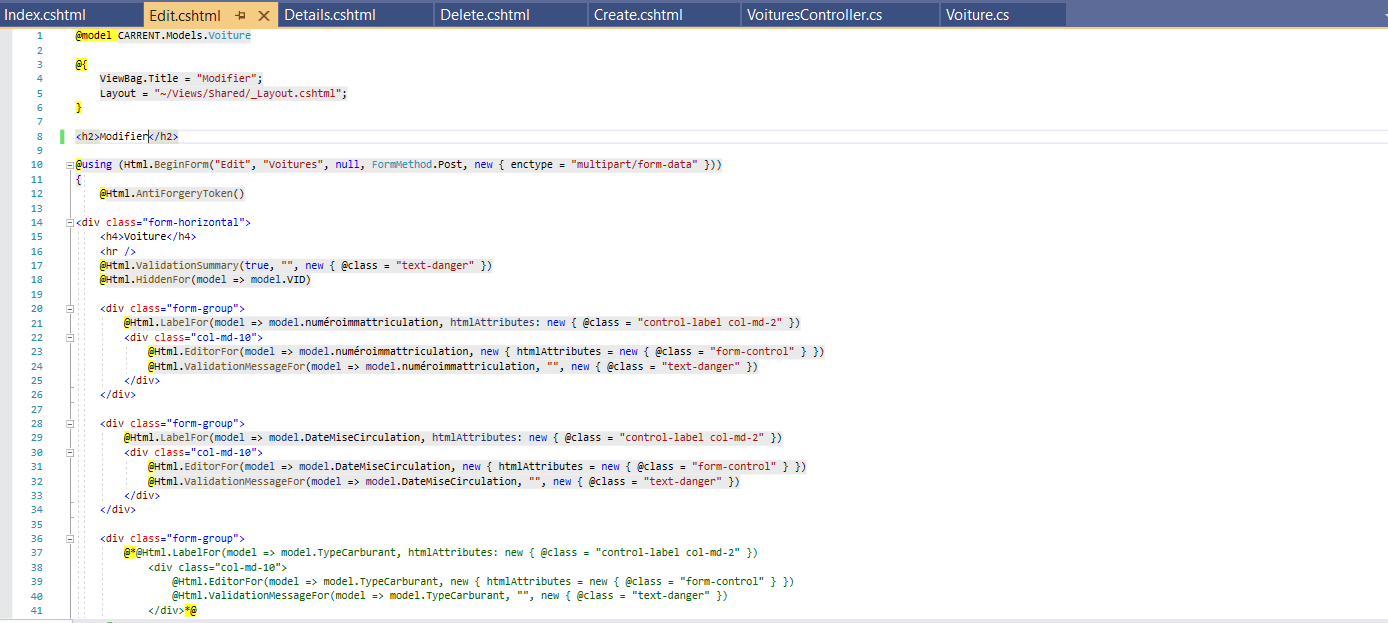 Index.cshtml Edit.cshtml Details.cshtml Delete.cshtml Create.cshtml VoituresController.cs Voiture.cs
1 @model CARRENT.Models.Voiture
2
3 @{
4 ViewBag.Title = "Modifier";
5 Layout = "~/Views/Shared/_Layout.cshtml";
6 }
7
8 <h2>Modifier</h2>
9
10 @using (Html.BeginForm("Edit", "Voitures", null, FormMethod.Post, new { enctype = "multipart/form-data" }))
11 {
12 @Html.AntiForgeryToken()
13
14 <div class="form-horizontal">
15 <h4>Voiture</h4>
16 <hr />
17 @Html.ValidationSummary(true, "", new { @class = "text-danger" })
18 @Html.HiddenFor(model => model.VID)
19
20 <div class="form-group">
21 @Html.LabelFor(model => model.numéroimmattriculation, htmlAttributes: new { @class = "control-label col-md-2" })
22 <div class="col-md-10">
23 @Html.EditorFor(model => model.numéroimmattriculation, new { htmlAttributes = new { @class = "form-control" } })
24 @Html.ValidationMessageFor(model => model.numéroimmattriculation, "", new { @class = "text-danger" })
25 </div>
26 </div>
27
28 <div class="form-group">
29 @Html.LabelFor(model => model.DateMiseCirculation, htmlAttributes: new { @class = "control-label col-md-2" })
30 <div class="col-md-10">
31 @Html.EditorFor(model => model.DateMiseCirculation, new { htmlAttributes = new { @class = "form-control" } })
32 @Html.ValidationMessageFor(model => model.DateMiseCirculation, "", new { @class = "text-danger" })
33 </div>
34 </div>
35
36 <div class="form-group">
37 @*@Html.LabelFor(model => model.TypeCarburant, htmlAttributes: new { @class = "control-label col-md-2" })
38 <div class="col-md-10">
39 @Html.EditorFor(model => model.TypeCarburant, new { htmlAttributes = new { @class = "form-control" } })
40 @Html.ValidationMessageFor(model => model.TypeCarburant, "", new { @class = "text-danger" })
41 </div>*@